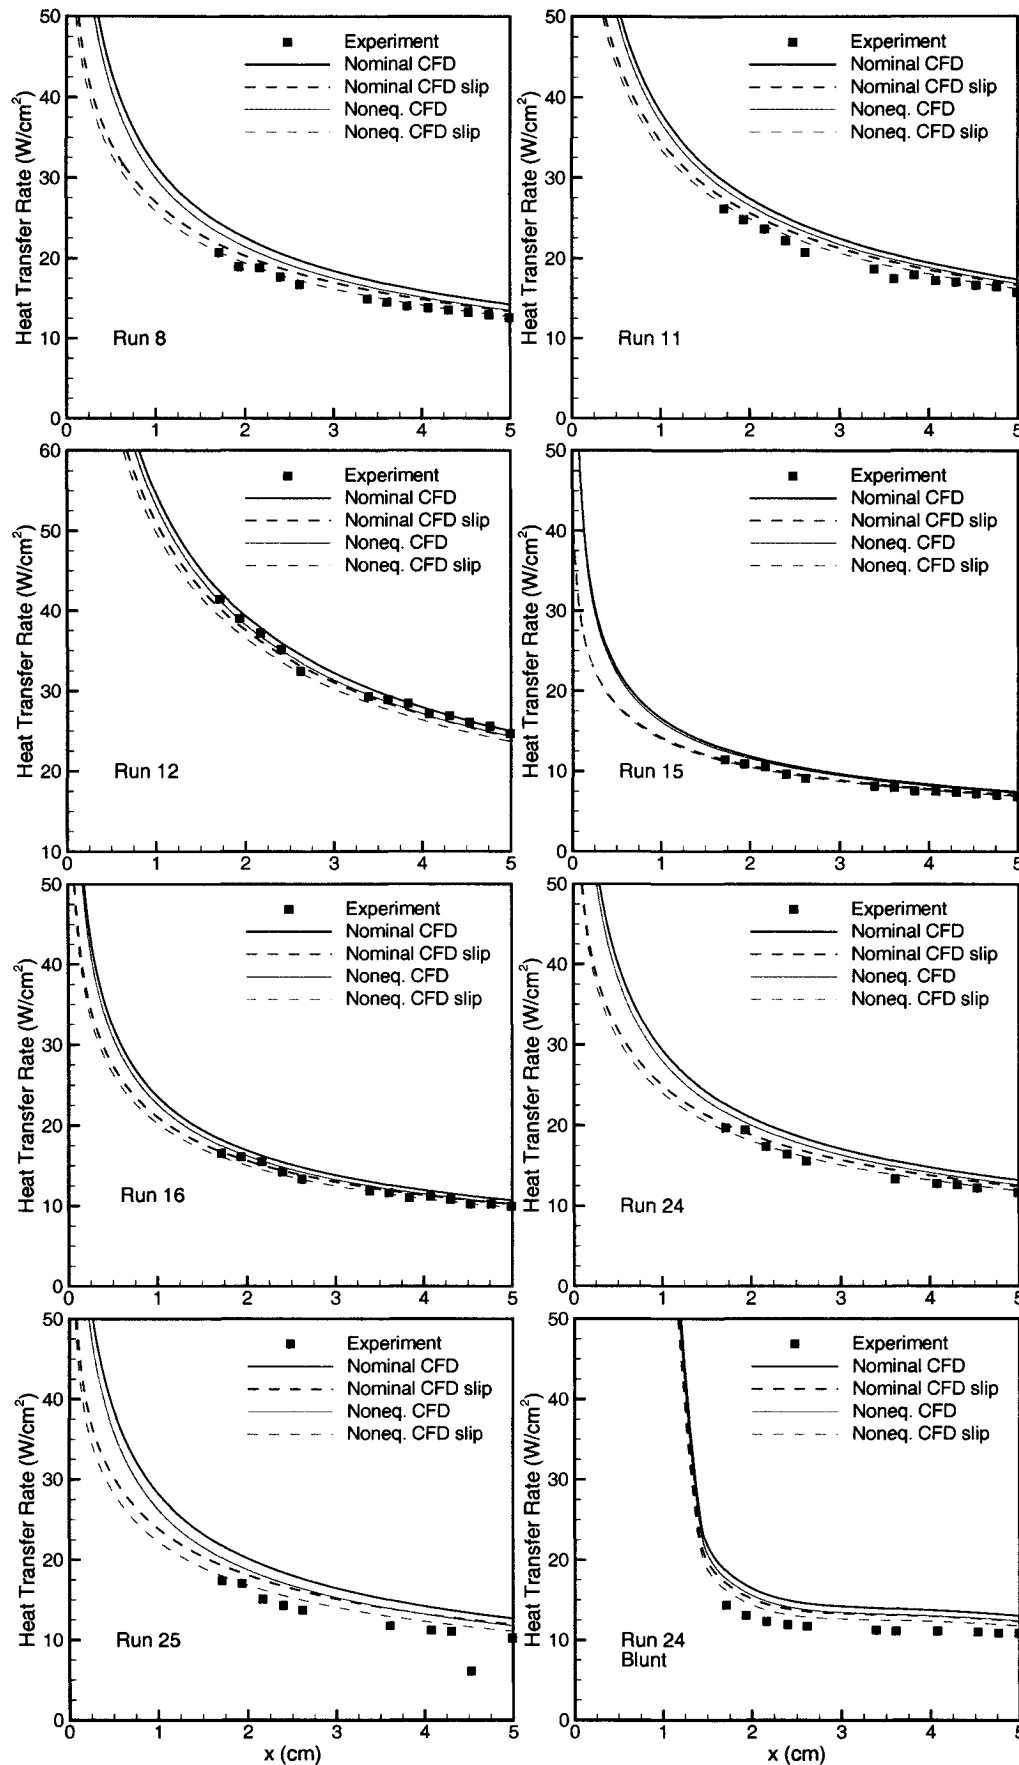 Heat Transfer Rate (W/cm²)
50
40
30
20
10
0
Experiment
Nominal CFD
Nominal CFD slip
Noneq. CFD
Noneq. CFD slip
Run 8
0 1 2 3 4 5
Heat Transfer Rate (W/cm²)
50
40
30
20
10
0
Experiment
Nominal CFD
Nominal CFD slip
Noneq. CFD
Noneq. CFD slip
Run 11
0 1 2 3 4 5
Heat Transfer Rate (W/cm²)
60
50
40
30
20
10
Experiment
Nominal CFD
Nominal CFD slip
Noneq. CFD
Noneq. CFD slip
Run 12
0 1 2 3 4 5
Heat Transfer Rate (W/cm²)
50
40
30
20
10
0
Experiment
Nominal CFD
Nominal CFD slip
Noneq. CFD
Noneq. CFD slip
Run 15
0 1 2 3 4 5
Heat Transfer Rate (W/cm²)
50
40
30
20
10
0
Experiment
Nominal CFD
Nominal CFD slip
Noneq. CFD
Noneq. CFD slip
Run 16
0 1 2 3 4 5
Heat Transfer Rate (W/cm²)
50
40
30
20
10
0
Experiment
Nominal CFD
Nominal CFD slip
Noneq. CFD
Noneq. CFD slip
Run 24
0 1 2 3 4 5
Heat Transfer Rate (W/cm²)
50
40
30
20
10
0
Experiment
Nominal CFD
Nominal CFD slip
Noneq. CFD
Noneq. CFD slip
Run 25
0 1 2 3 4 5
x (cm)
Heat Transfer Rate (W/cm²)
50
40
30
20
10
0
Experiment
Nominal CFD
Nominal CFD slip
Noneq. CFD
Noneq. CFD slip
Run 24
Blunt
0 1 2 3 4 5
x (cm)